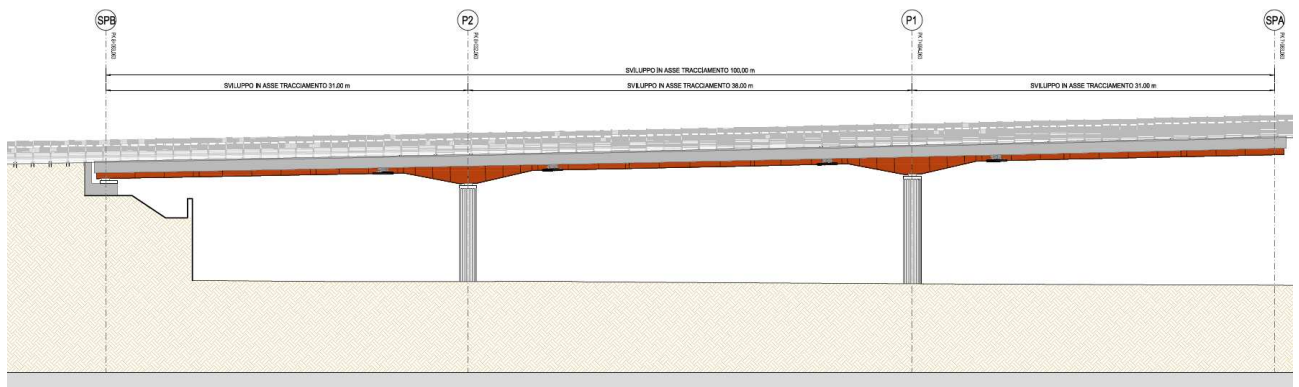 SPB
P2
P1
SPA
SVILUPPO IN ASSE TRACCIAMENTO 100,00 m
SVILUPPO IN ASSE TRACCIAMENTO 31.00 m
SVILUPPO IN ASSE TRACCIAMENTO 38.00 m
SVILUPPO IN ASSE TRACCIAMENTO 31.00 m